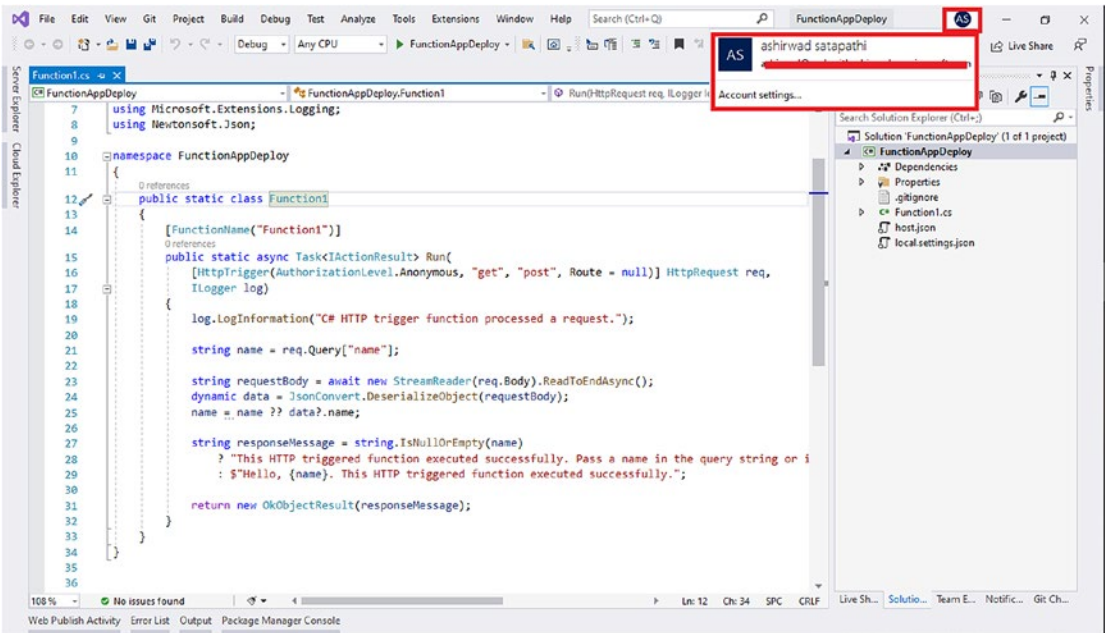 File Edit View Git Project Build Debug Test Analyze Tools Extensions Window Help Search (Ctrl+Q) FunctionAppDeploy AS
Debug Any CPU FunctionAppDeploy Live Share
AS ashirwad satapathi
Account settings...
Server Explorer
Cloud Explorer
Properties
Function1.cs
C# FunctionAppDeploy FunctionAppDeploy.Function1 Run(HttpRequest req, ILogger
7 using Microsoft.Extensions.Logging;
8 using Newtonsoft.Json;
9
10 namespace FunctionAppDeploy
11 {
0 references
12 public static class Function1
13 {
14 [FunctionName("Function1")]
0 references
15 public static async Task<IActionResult> Run(
16 [HttpTrigger(AuthorizationLevel.Anonymous, "get", "post", Route = null)] HttpRequest req,
17 ILogger log)
18 {
19 log.LogInformation("C# HTTP trigger function processed a request.");
20
21 string name = req.Query["name"];
22
23 string requestBody = await new StreamReader(req.Body).ReadToEndAsync();
24 dynamic data = JsonConvert.DeserializeObject(requestBody);
25 name = name ?? data?.name;
26
27 string responseMessage = string.IsNullOrEmpty(name)
28 ? "This HTTP triggered function executed successfully. Pass a name in the query string or i
29 : $"Hello, {name}. This HTTP triggered function executed successfully.";
30
31 return new OkObjectResult(responseMessage);
32 }
33 }
34 }
35
36
Search Solution Explorer (Ctrl+;)
Solution 'FunctionAppDeploy' (1 of 1 project)
C# FunctionAppDeploy
Dependencies
Properties
.gitignore
C# Function1.cs
host.json
local.settings.json
108 % No issues found Ln: 12 Ch: 34 SPC CRLF
Live Sh... Solutio... Team E... Notific... Git Ch...
Web Publish Activity Error List Output Package Manager Console